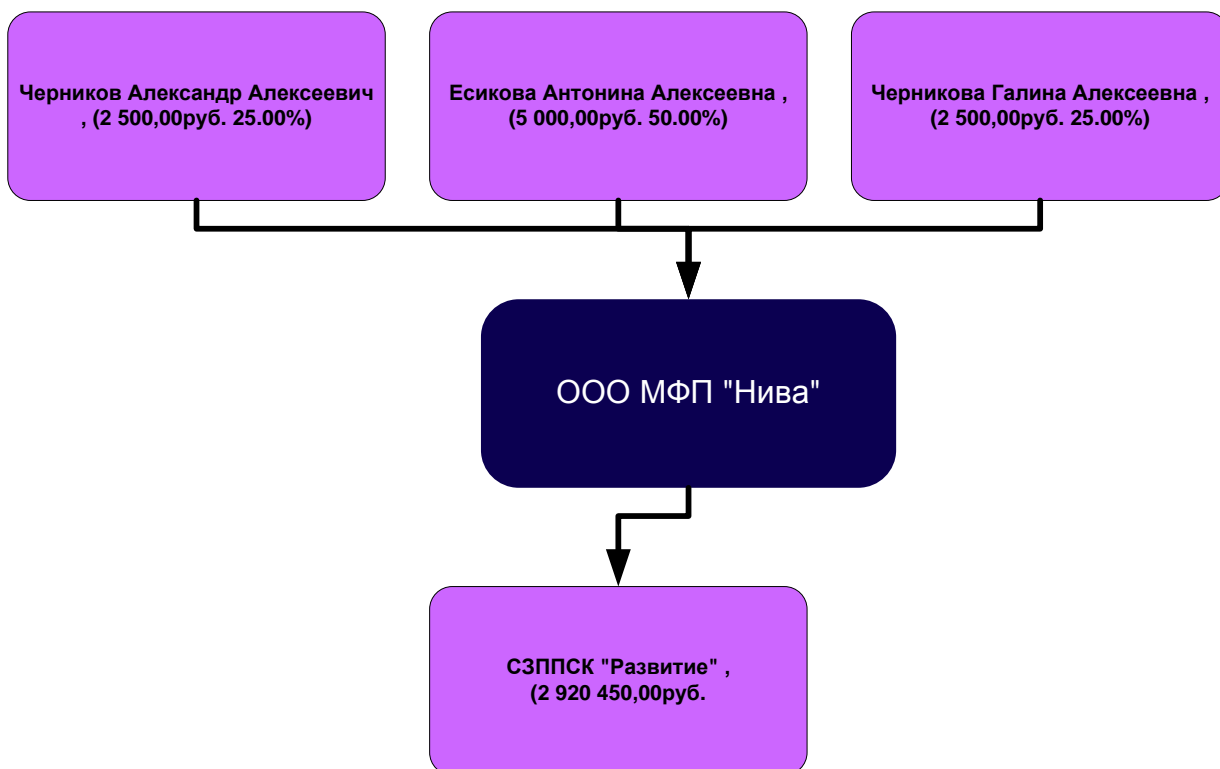 Черников Александр Алексеевич
, (2 500,00руб. 25.00%)
Есикова Антонина Алексеевна ,
(5 000,00руб. 50.00%)
Черникова Галина Алексеевна ,
(2 500,00руб. 25.00%)
ООО МФП "Нива"
СЗППСК "Развитие" ,
(2 920 450,00руб.